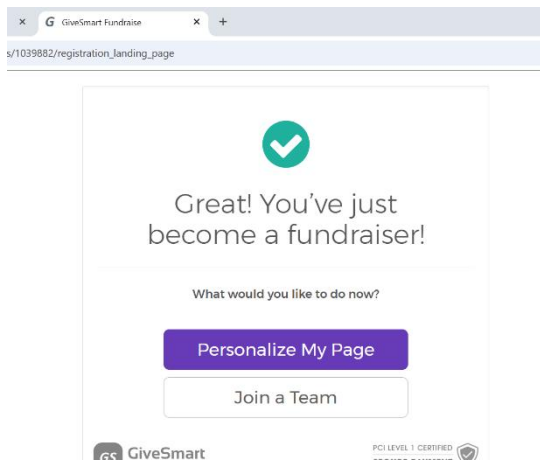 × G GiveSmart Fundraise × +
s/1039882/registration_landing_page
Great! You've just
become a fundraiser!
What would you like to do now?
Personalize My Page
Join a Team
GS GiveSmart
PCI LEVEL 1 CERTIFIED